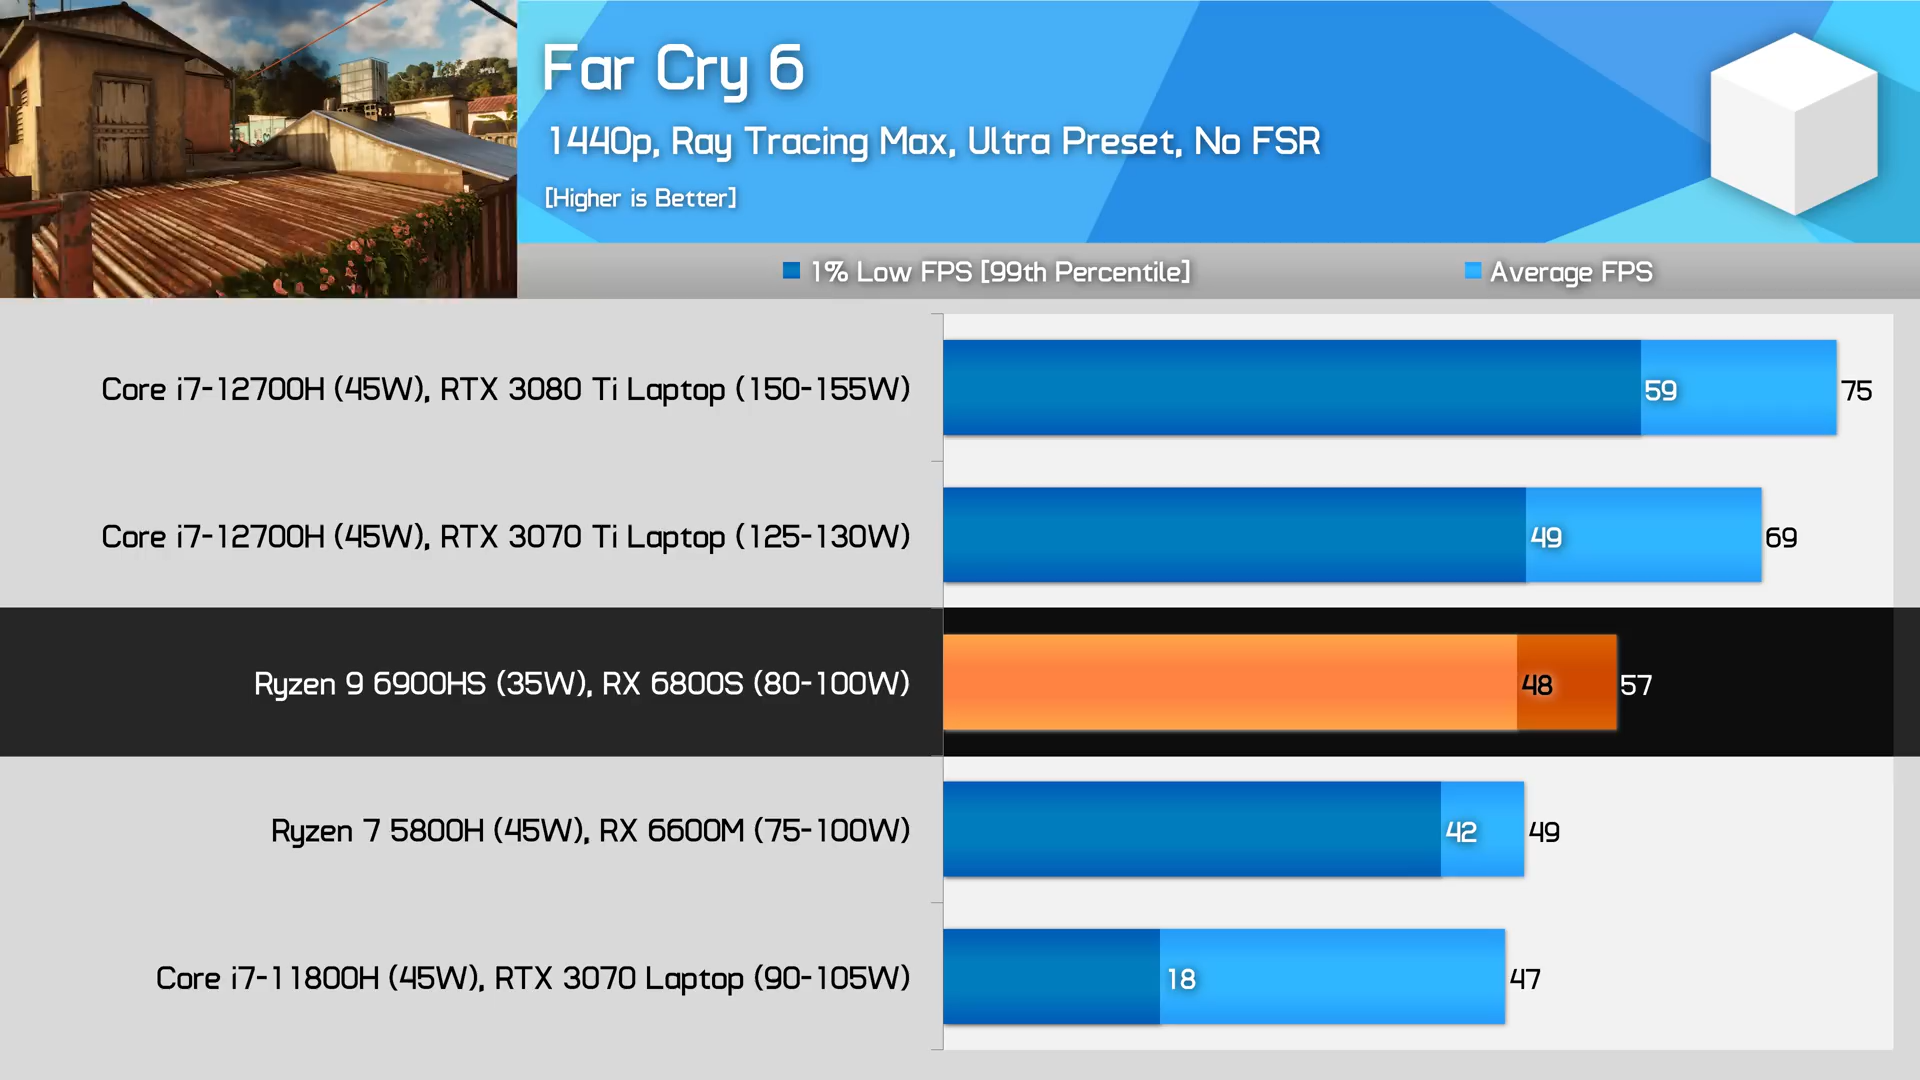 Far Cry 6
1440p, Ray Tracing Max, Ultra Preset, No FSR
[Higher is Better]
1% Low FPS [99th Percentile]
Average FPS
Core i7-12700H (45W), RTX 3080 Ti Laptop (150-155W)
59
75
Core i7-12700H (45W), RTX 3070 Ti Laptop (125-130W)
49
69
Ryzen 9 6900HS (35W), RX 6800S (80-100W)
48
57
Ryzen 7 5800H (45W), RX 6600M (75-100W)
42
49
Core i7-11800H (45W), RTX 3070 Laptop (90-105W)
18
47